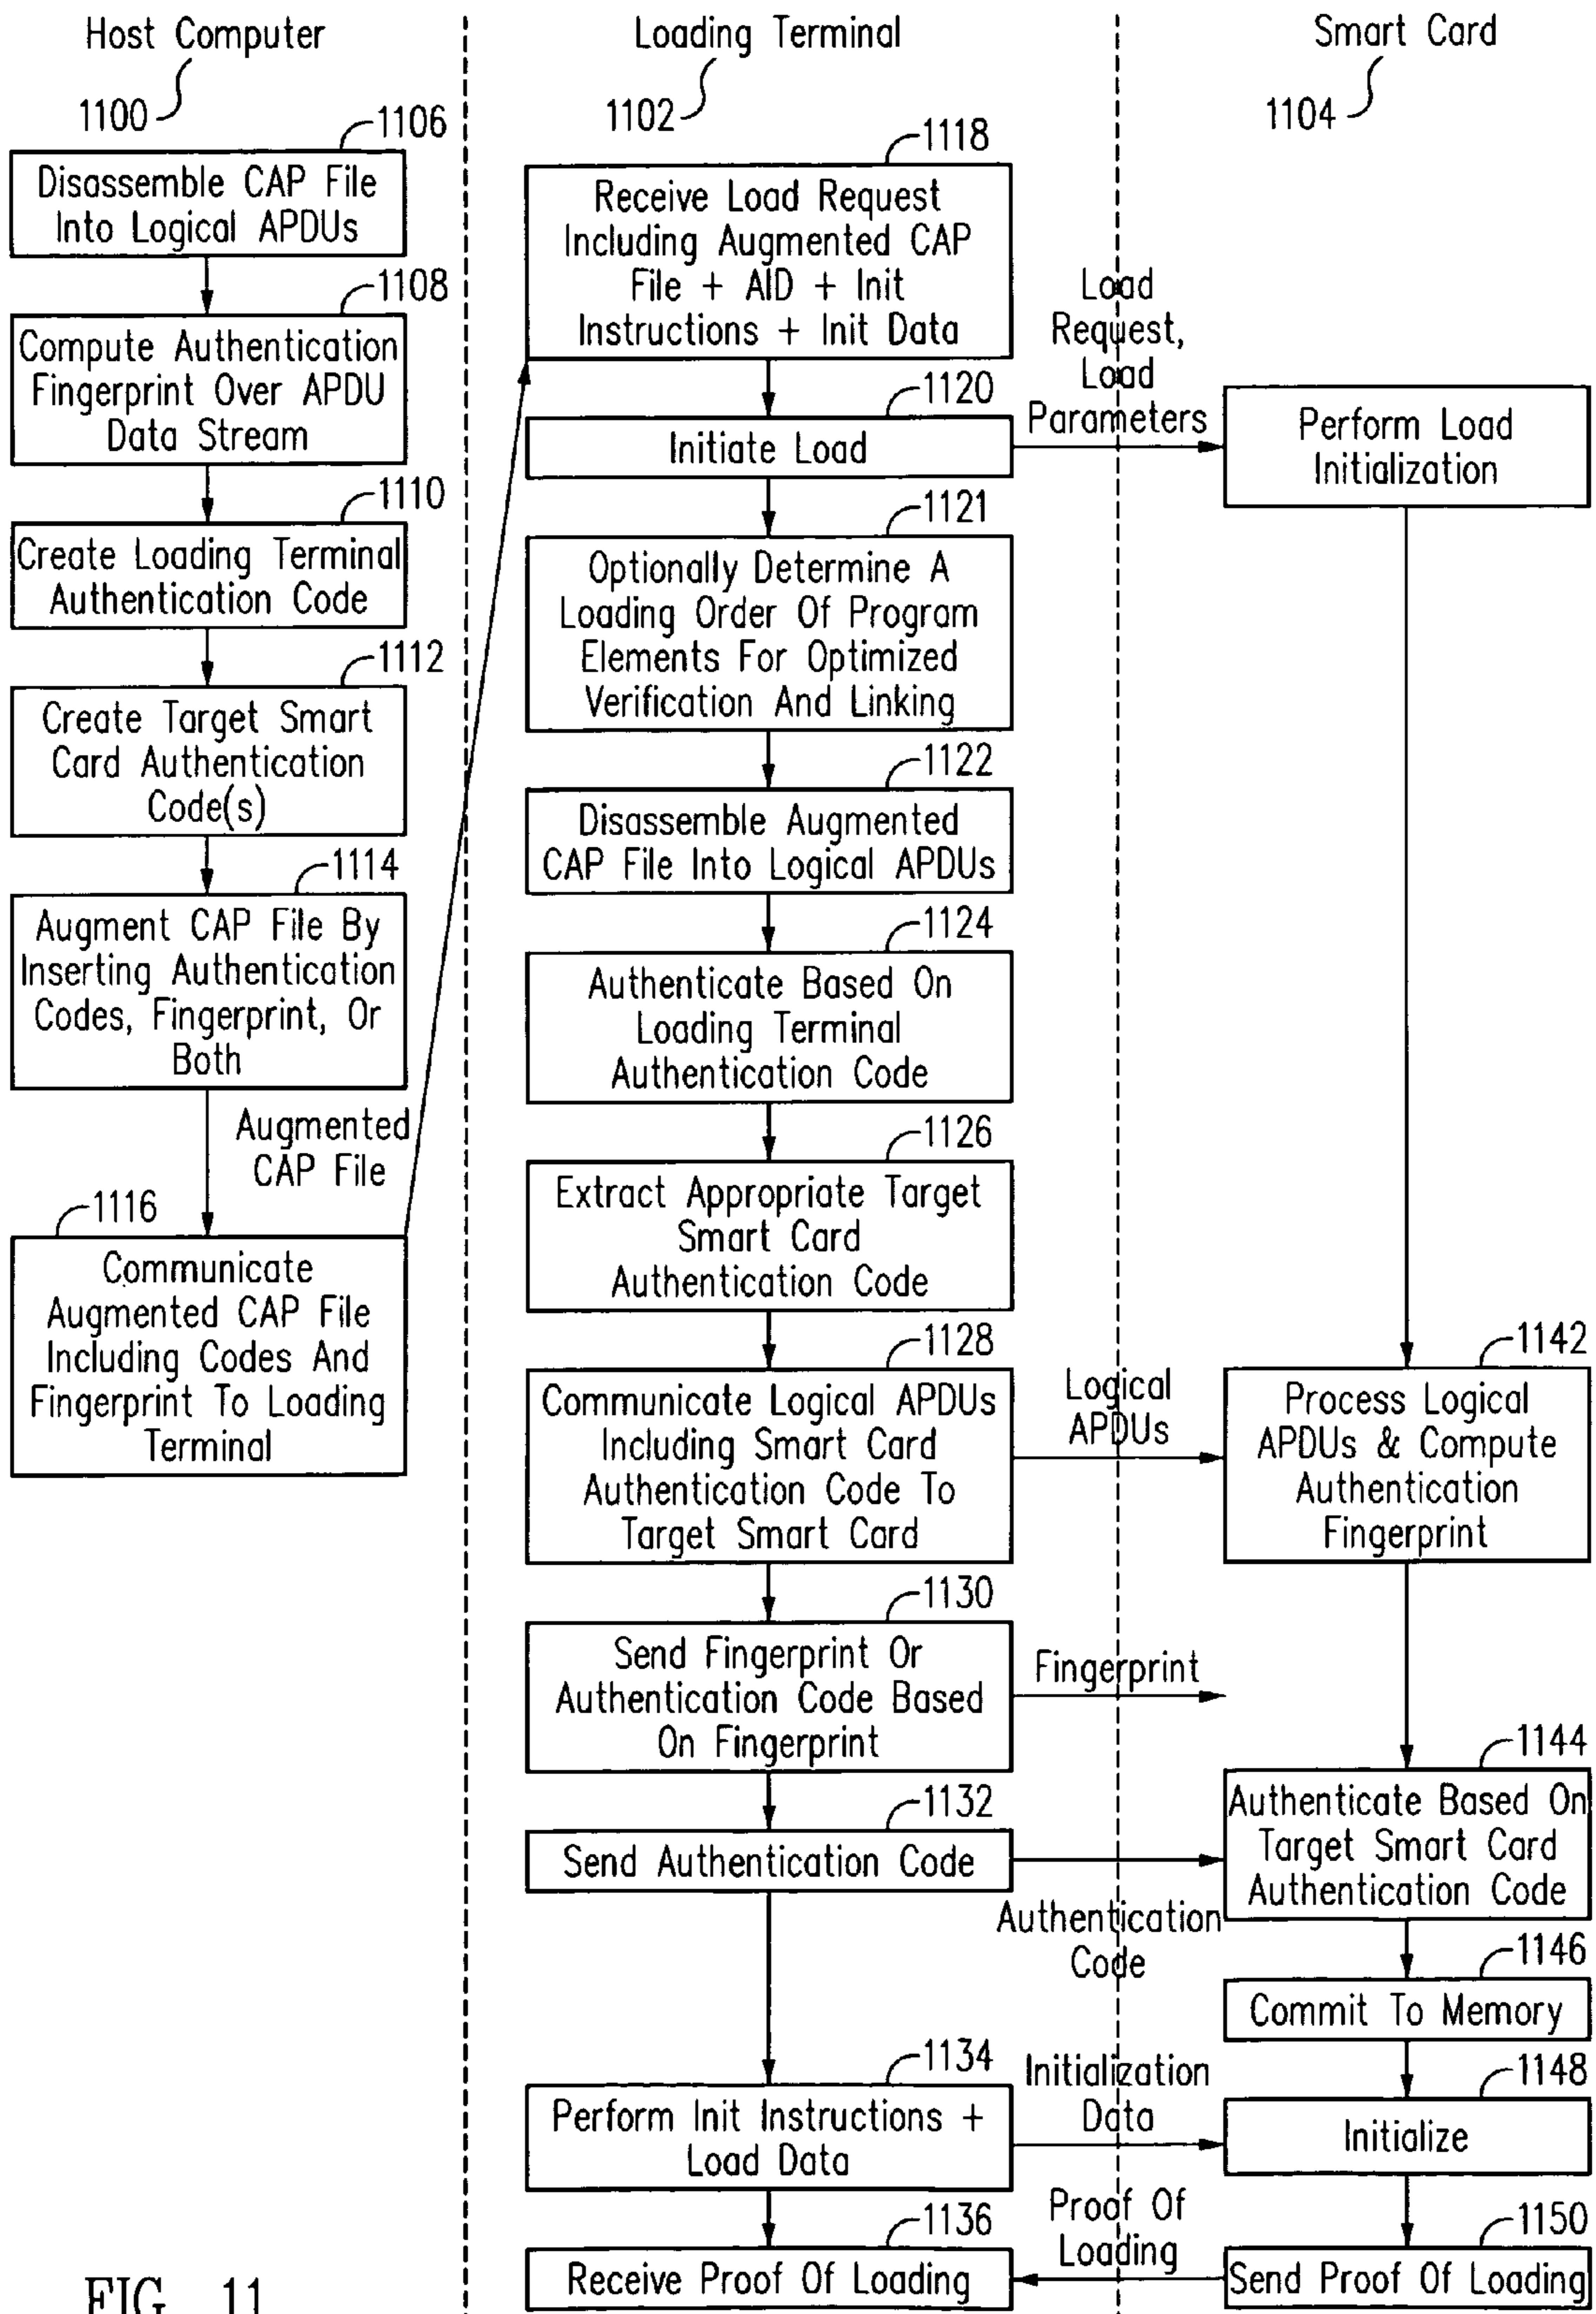 Host Computer
1100
1106
Disassemble CAP File
Into Logical APDUs
1108
Compute Authentication
Fingerprint Over APDU
Data Stream
1110
Create Loading Terminal
Authentication Code
1112
Create Target Smart
Card Authentication
Code(s)
1114
Augment CAP File By
Inserting Authentication
Codes, Fingerprint, Or
Both
Augmented
CAP File
1116
Communicate
Augmented CAP File
Including Codes And
Fingerprint To Loading
Terminal
Loading Terminal
1102
1118
Receive Load Request
Including Augmented CAP
File + AID + Init
Instructions + Init Data
1120
Initiate Load
1121
Optionally Determine A
Loading Order Of Program
Elements For Optimized
Verification And Linking
1122
Disassemble Augmented
CAP File Into Logical APDUs
1124
Authenticate Based On
Loading Terminal
Authentication Code
1126
Extract Appropriate Target
Smart Card
Authentication Code
1128
Communicate Logical APDUs
Including Smart Card
Authentication Code To
Target Smart Card
1130
Send Fingerprint Or
Authentication Code Based
On Fingerprint
1132
Send Authentication Code
1134
Perform Init Instructions +
Load Data
1136
Receive Proof Of Loading
Load
Request,
Load
Parameters
Logical
APDUs
Fingerprint
Authentication
Code
Initialization
Data
Proof Of
Loading
Smart Card
1104
Perform Load
Initialization
1142
Process Logical
APDUs & Compute
Authentication
Fingerprint
1144
Authenticate Based On
Target Smart Card
Authentication Code
1146
Commit To Memory
1148
Initialize
1150
Send Proof Of Loading
FIG. 11